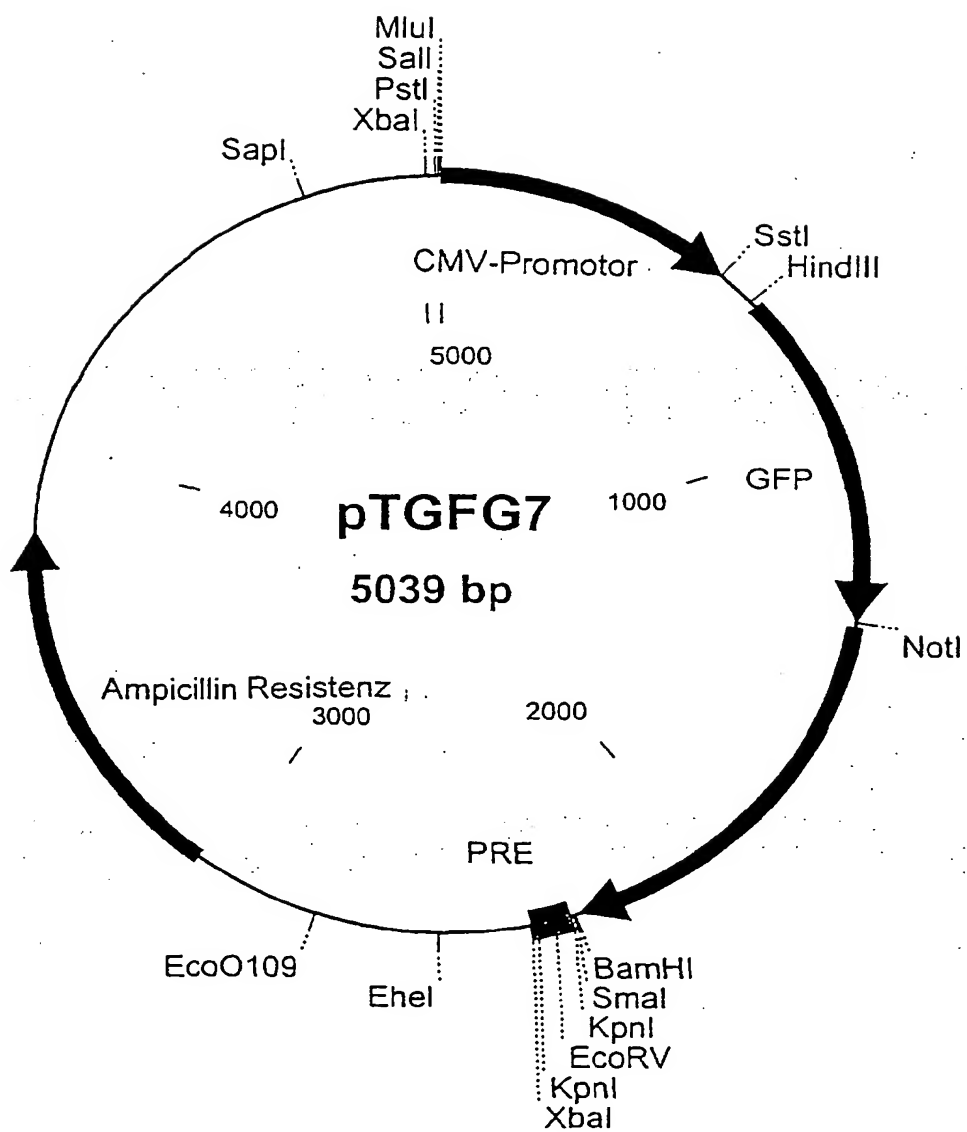 MluI
SalI
PstI
XbaI
SapI
SstI
HindIII
CMV-Promotor
5000
GFP
1000
4000
pTGFG7
5039 bp
NotI
Ampicillin Resistenz
3000
2000
PRE
BamHI
SmaI
KpnI
EcoRV
KpnI
XbaI
EcoO109
EheI